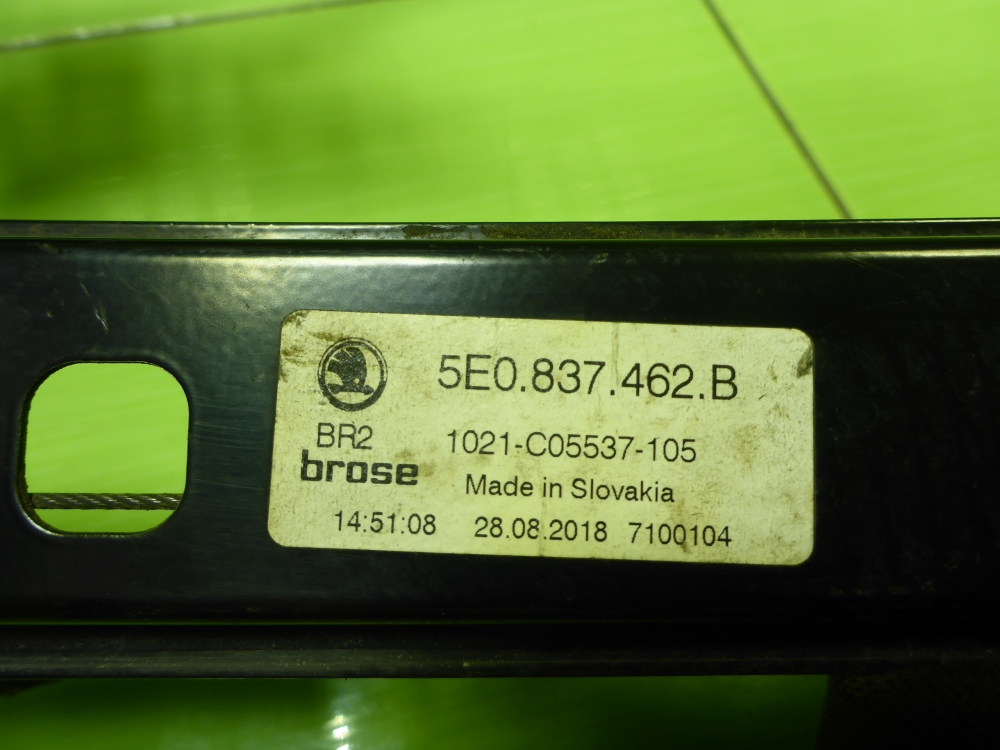 5E0.837.462.B
BR2
1021-C05537-105
brose
Made in Slovakia
14:51:08 28.08.2018 7100104